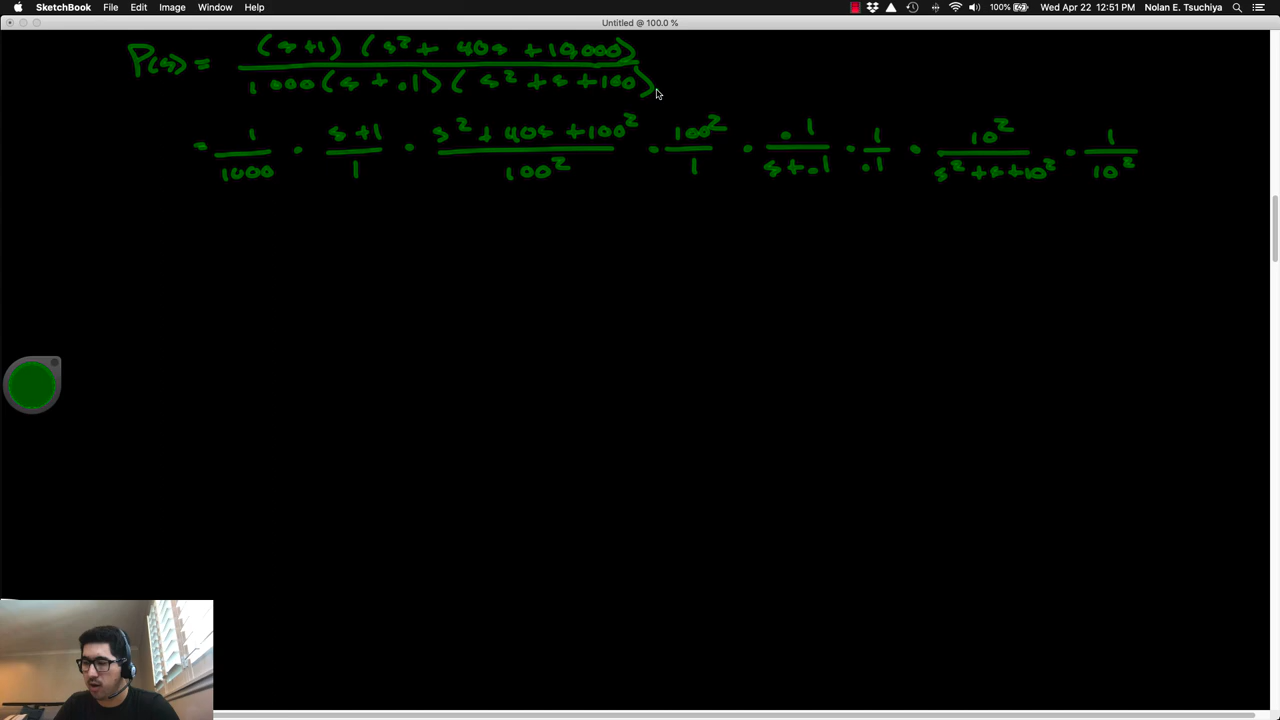 SketchBook File Edit Image Window Help 100% Wed Apr 22 12:51 PM Nolan E. Tsuchiya
Untitled @ 100.0 %
P(s) = (s+1) (s² + 40s + 10,000) / 1000(s + .1) (s² + s + 100)
= 1/1000 · s+1/1 · s² + 40s + 100²/100² · 100²/1 · .1/s+.1 · 1/.1 · 10²/s²+s+10² · 1/10²